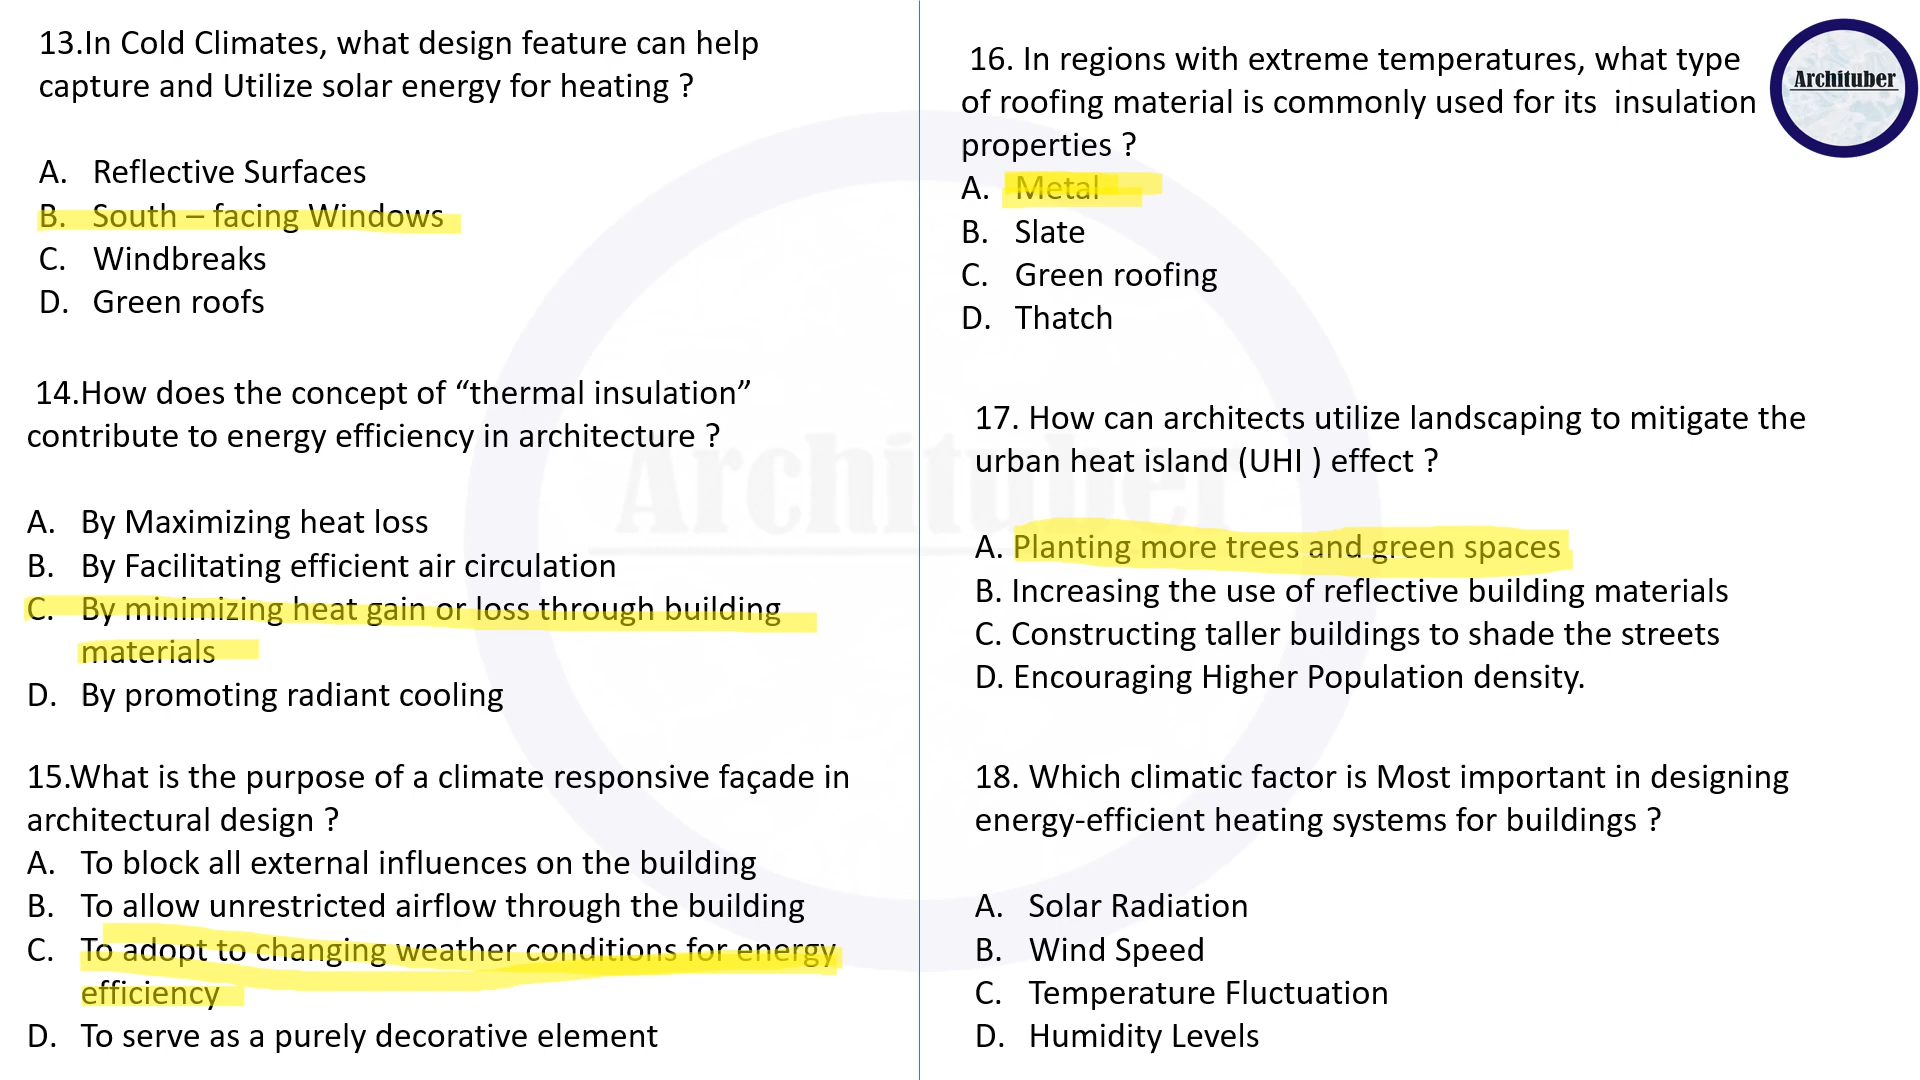 13.In Cold Climates, what design feature can help
capture and Utilize solar energy for heating ?
A. Reflective Surfaces
B. South – facing Windows
C. Windbreaks
D. Green roofs
14.How does the concept of “thermal insulation”
contribute to energy efficiency in architecture ?
A. By Maximizing heat loss
B. By Facilitating efficient air circulation
C. By minimizing heat gain or loss through building
materials
D. By promoting radiant cooling
15.What is the purpose of a climate responsive façade in
architectural design ?
A. To block all external influences on the building
B. To allow unrestricted airflow through the building
C. To adopt to changing weather conditions for energy
efficiency
D. To serve as a purely decorative element
16. In regions with extreme temperatures, what type
of roofing material is commonly used for its insulation
properties ?
A. Metal
B. Slate
C. Green roofing
D. Thatch
17. How can architects utilize landscaping to mitigate the
urban heat island (UHI ) effect ?
A. Planting more trees and green spaces
B. Increasing the use of reflective building materials
C. Constructing taller buildings to shade the streets
D. Encouraging Higher Population density.
18. Which climatic factor is Most important in designing
energy-efficient heating systems for buildings ?
A. Solar Radiation
B. Wind Speed
C. Temperature Fluctuation
D. Humidity Levels
Archituber
Archituber